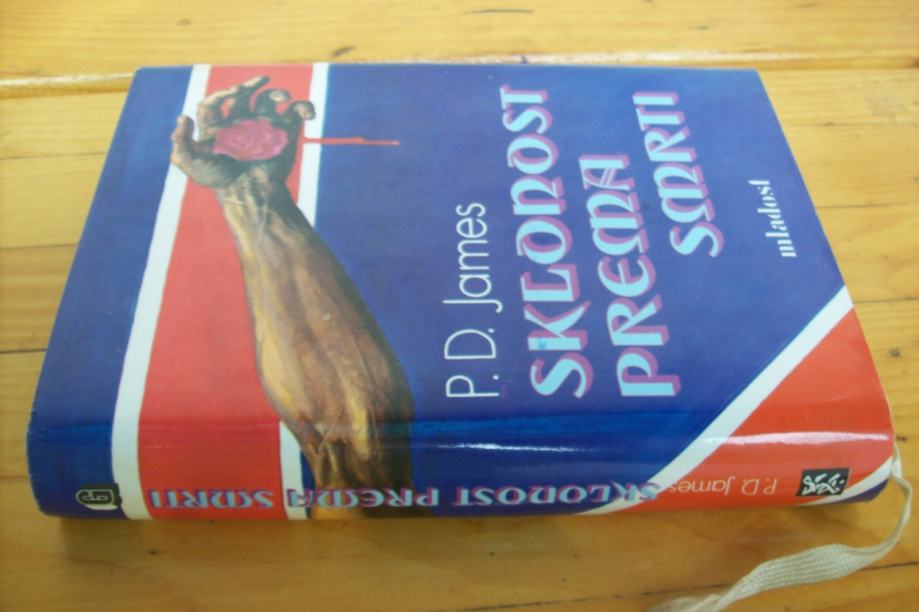 P. D. James
SKLONOST
PREMA
SMRTI
mladost
P. D. James SKLONOST PREMA SMRTI